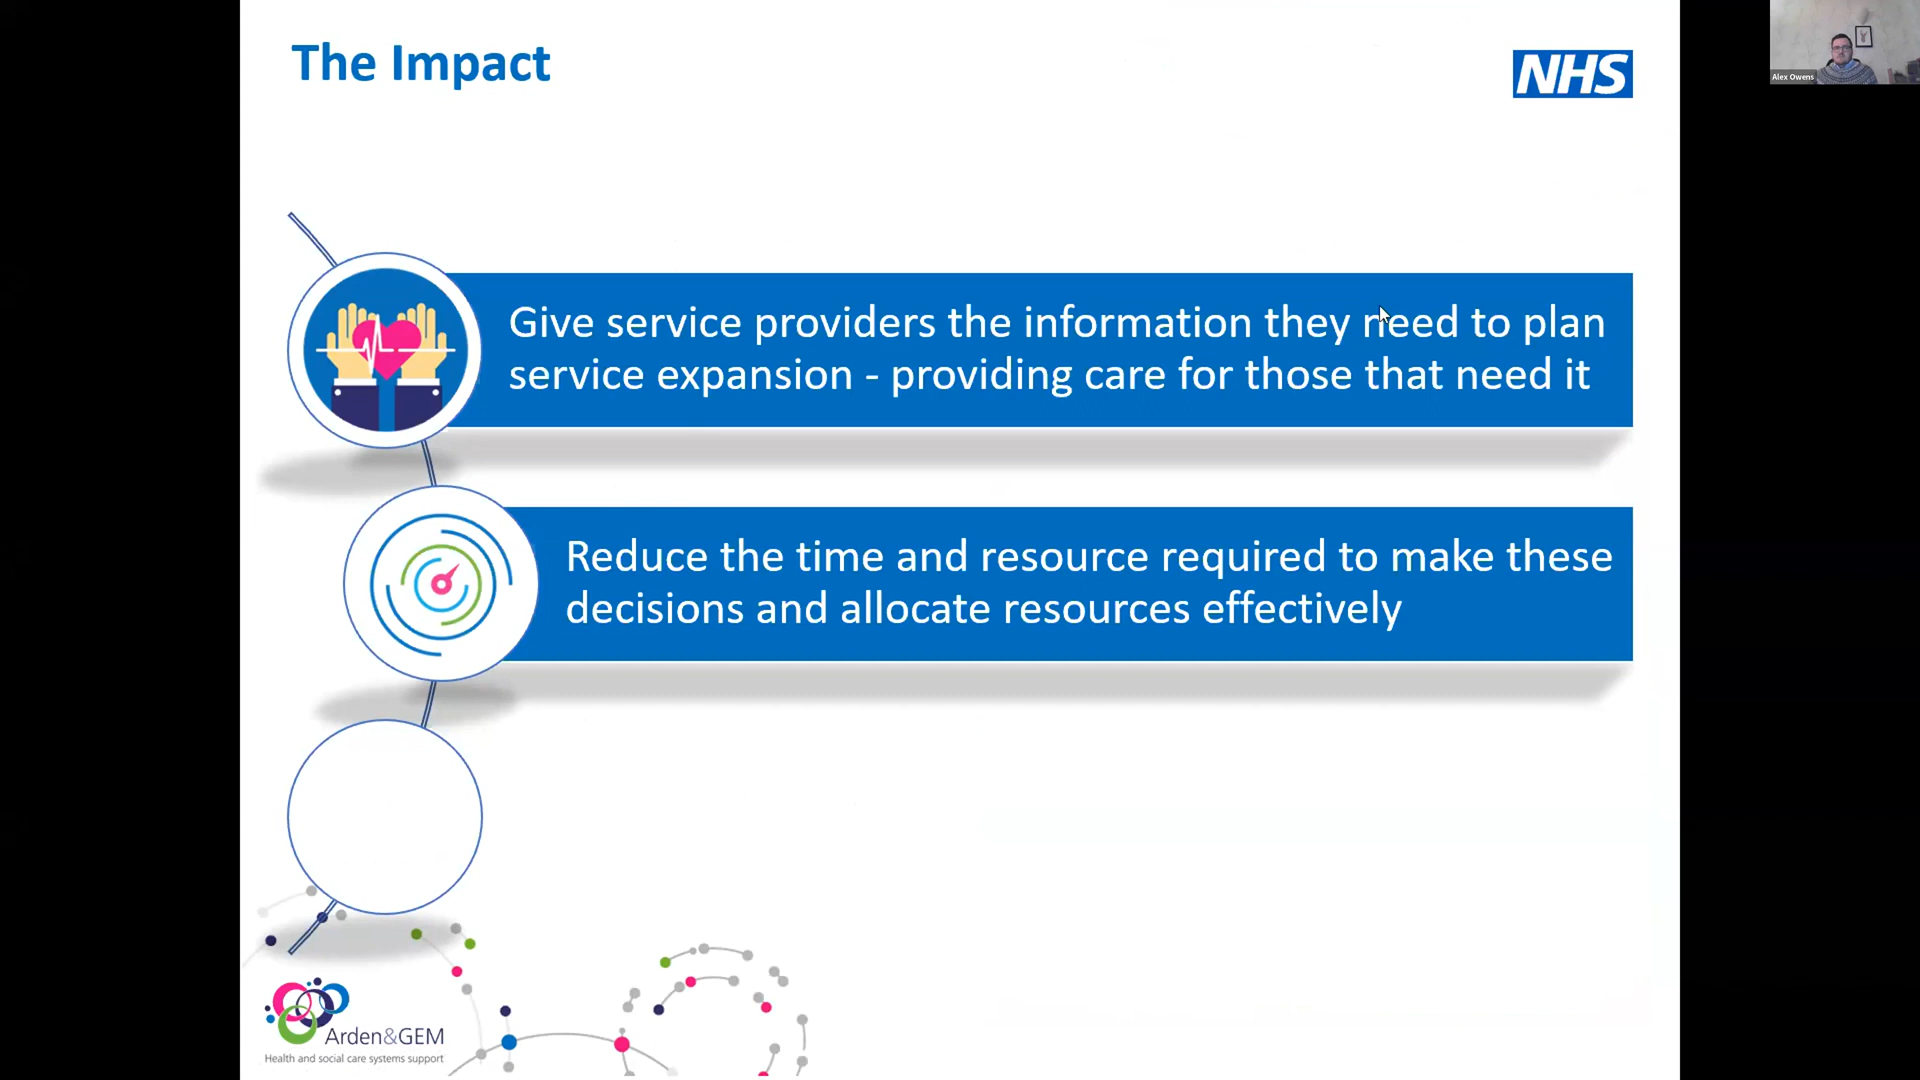 The Impact
NHS
Alex Owens
Give service providers the information they need to plan
service expansion - providing care for those that need it
Reduce the time and resource required to make these
decisions and allocate resources effectively
Arden&GEM
Health and social care systems support